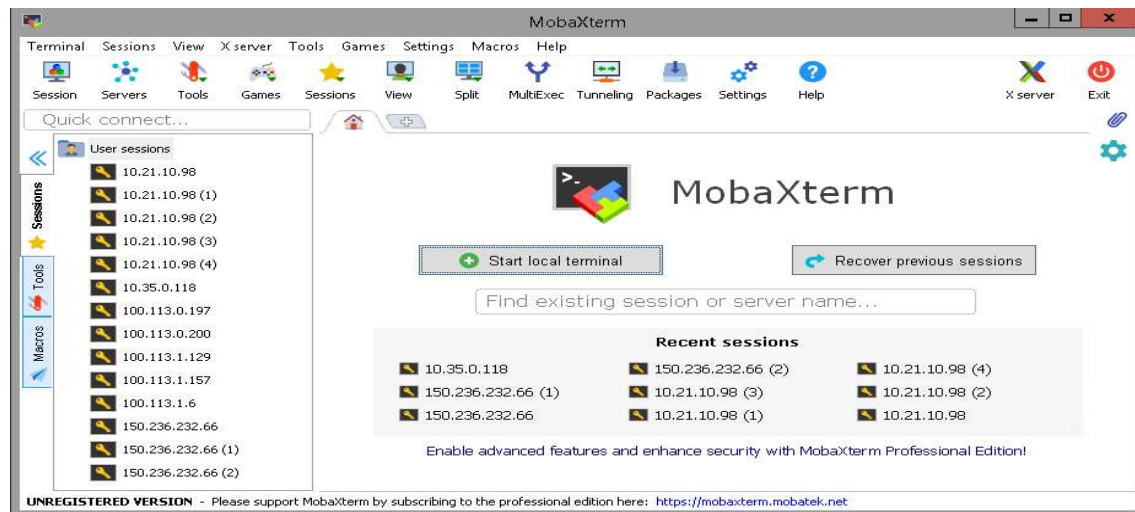 MobaXterm
Terminal Sessions View X server Tools Games Settings Macros Help
Session Servers Tools Games Sessions View Split MultiExec Tunneling Packages Settings Help X server Exit
Quick connect...
User sessions
10.21.10.98
10.21.10.98 (1)
10.21.10.98 (2)
10.21.10.98 (3)
10.21.10.98 (4)
10.35.0.118
100.113.0.197
100.113.0.200
100.113.1.129
100.113.1.157
100.113.1.6
150.236.232.66
150.236.232.66 (1)
150.236.232.66 (2)
Sessions
Tools
Macros
MobaXterm
Start local terminal Recover previous sessions
Find existing session or server name...
Recent sessions
10.35.0.118 150.236.232.66 (2) 10.21.10.98 (4)
150.236.232.66 (1) 10.21.10.98 (3) 10.21.10.98 (2)
150.236.232.66 10.21.10.98 (1) 10.21.10.98
Enable advanced features and enhance security with MobaXterm Professional Edition!
UNREGISTERED VERSION - Please support MobaXterm by subscribing to the professional edition here: https://mobaxterm.mobatek.net